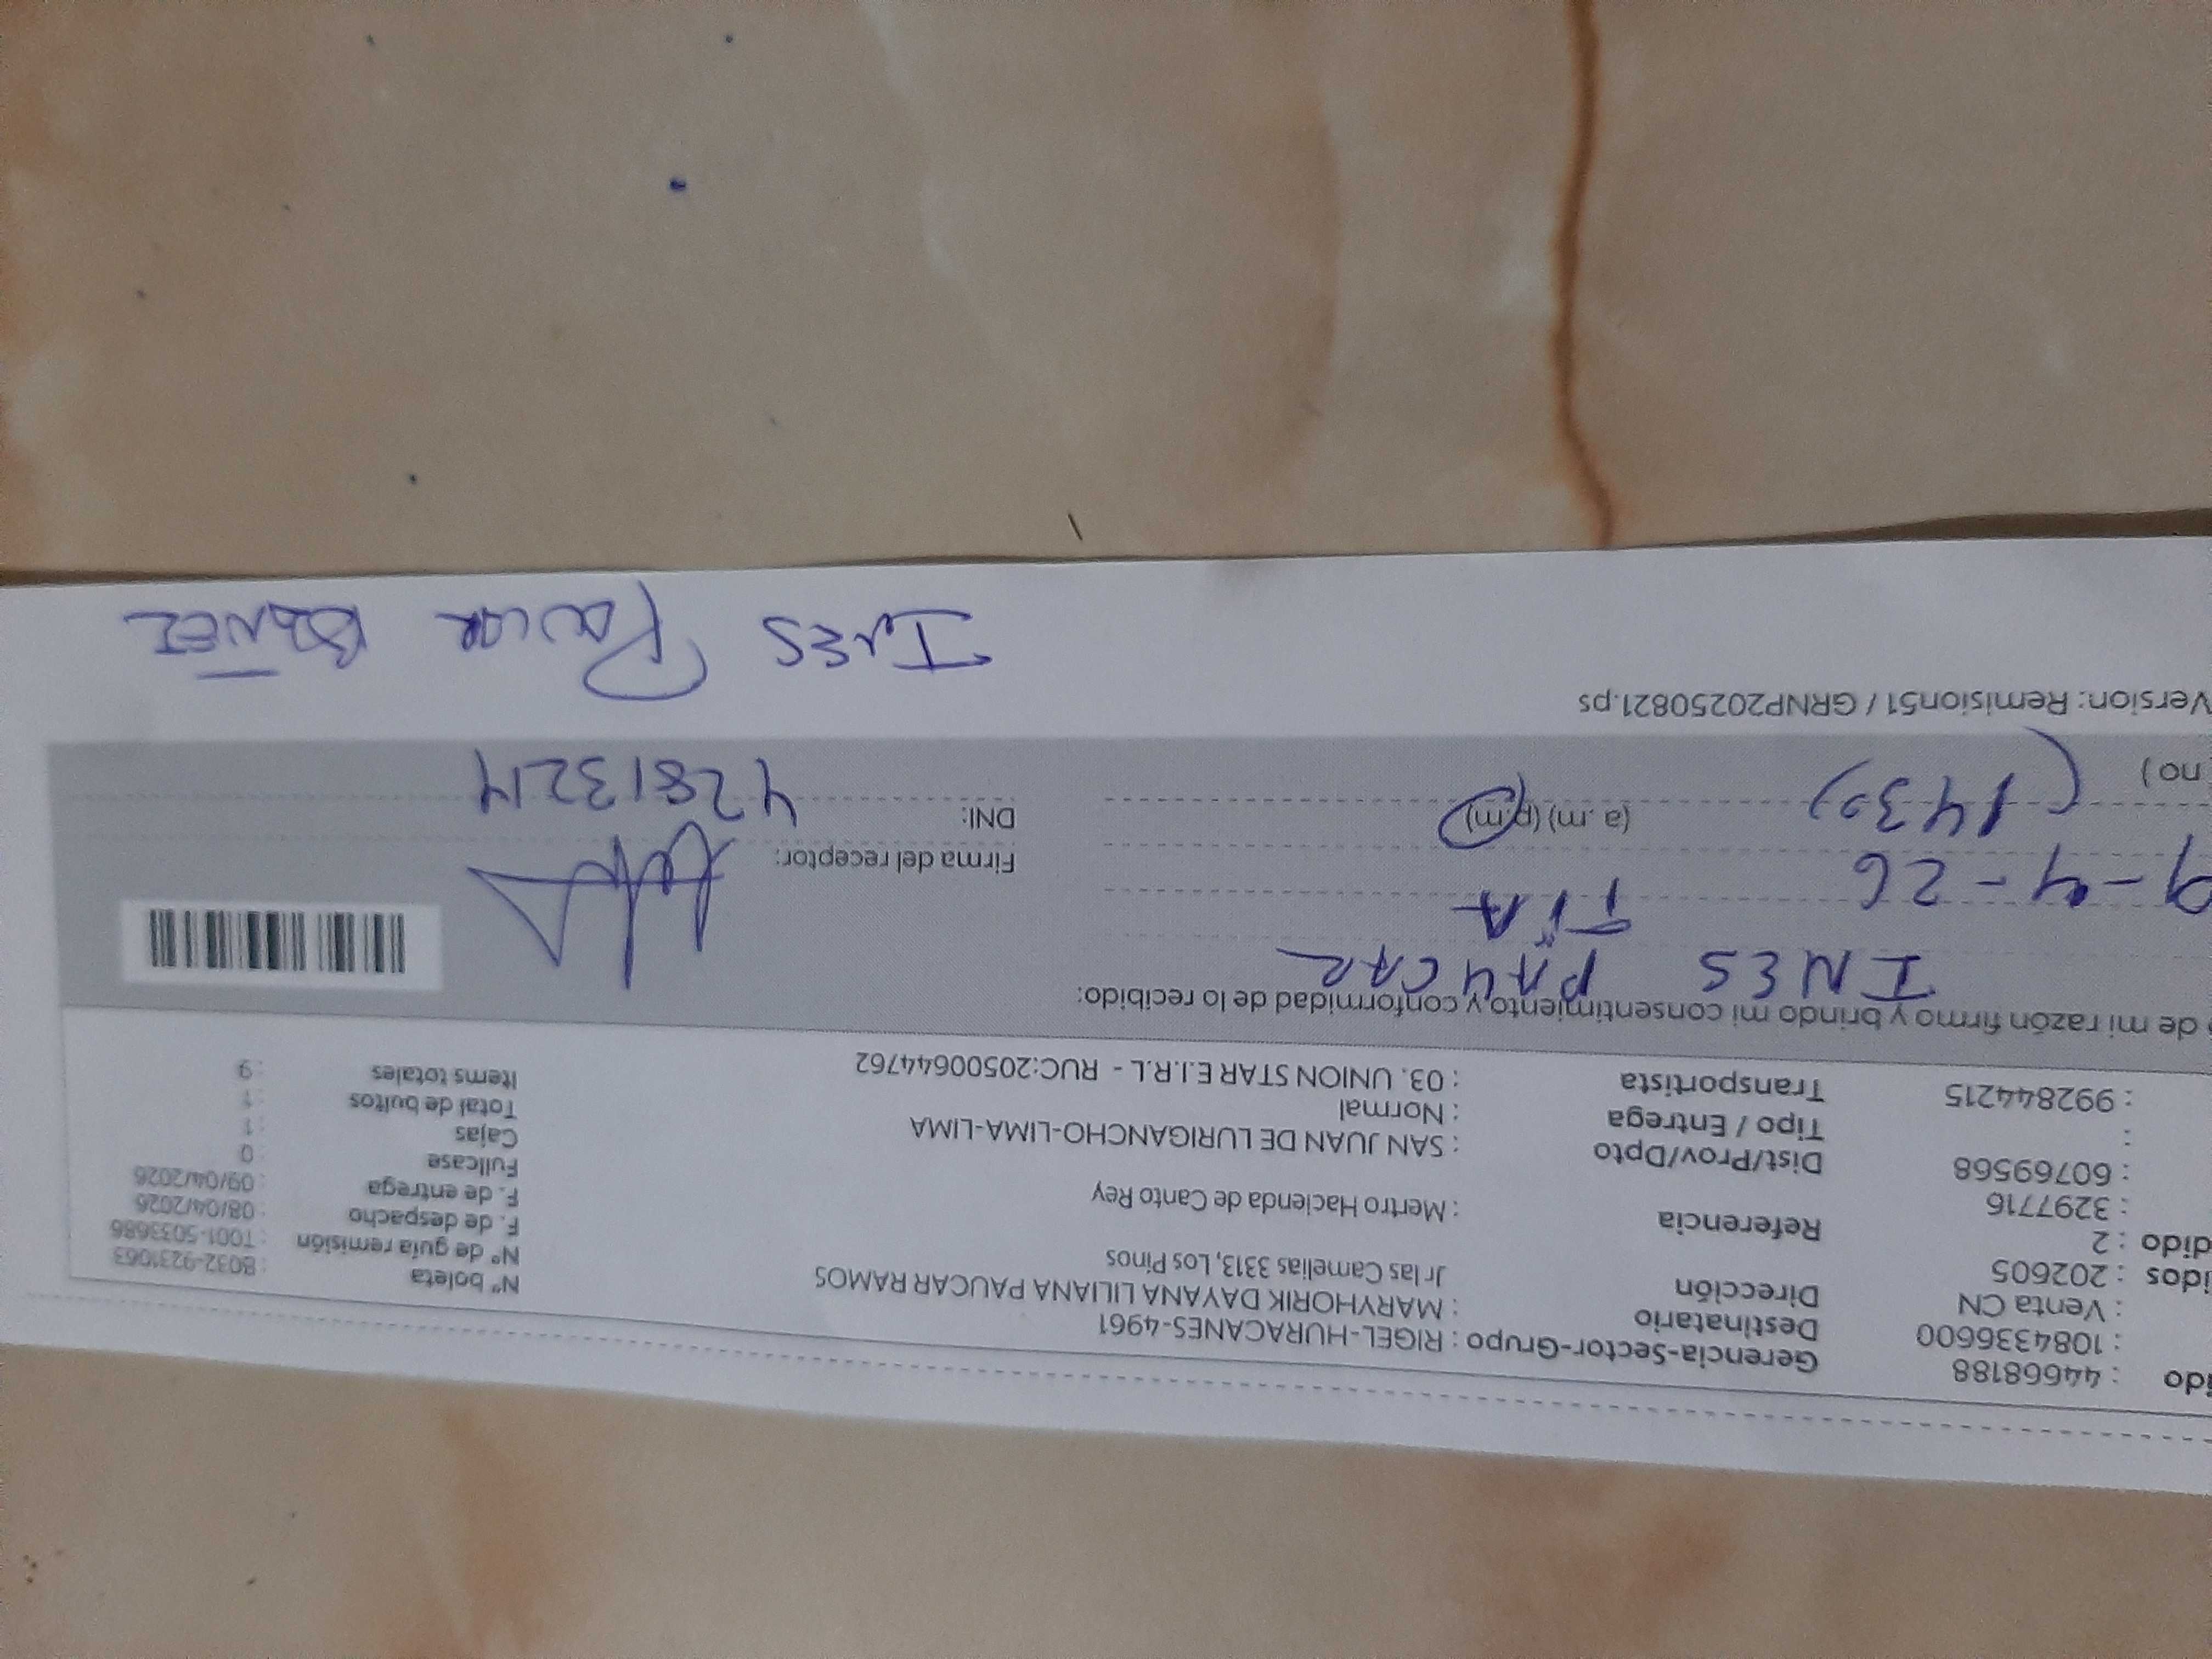 ido : 44668188 Gerencia-Sector-Grupo : RIGEL-HURACANES-4961
: 1084336600 Destinatario : MARYHORIK DAYANA LILIANA PAUCAR RAMOS Nº boleta : B032-9231063
: Venta CN Dirección Jr las Camelias 3313, Los Pinos Nº de guía remisión : T001-5033686
idos : 202605 F. de despacho : 08/04/2026
dido : 2 Referencia : Mertro Hacienda de Canto Rey F. de entrega : 09/04/2026
: 3297716 Fullcase : 0
: 60769568 Dist/Prov/Dpto : SAN JUAN DE LURIGANCHO-LIMA-LIMA Cajas : 1
: Tipo / Entrega : Normal Total de bultos : 1
: 992844215 Transportista : 03. UNION STAR E.I.R.L - RUC:20500644762 Items totales : 9
de mi razón firmo y brindo mi consentimiento y conformidad de lo recibido:
INES PAUCAR
TiA
9-4-26 Firma del receptor:
(1430) (a.m) (p.m) DNI: 42813214
no)
Version: Remision51 / GRNP20250821.ps
INES Paucar